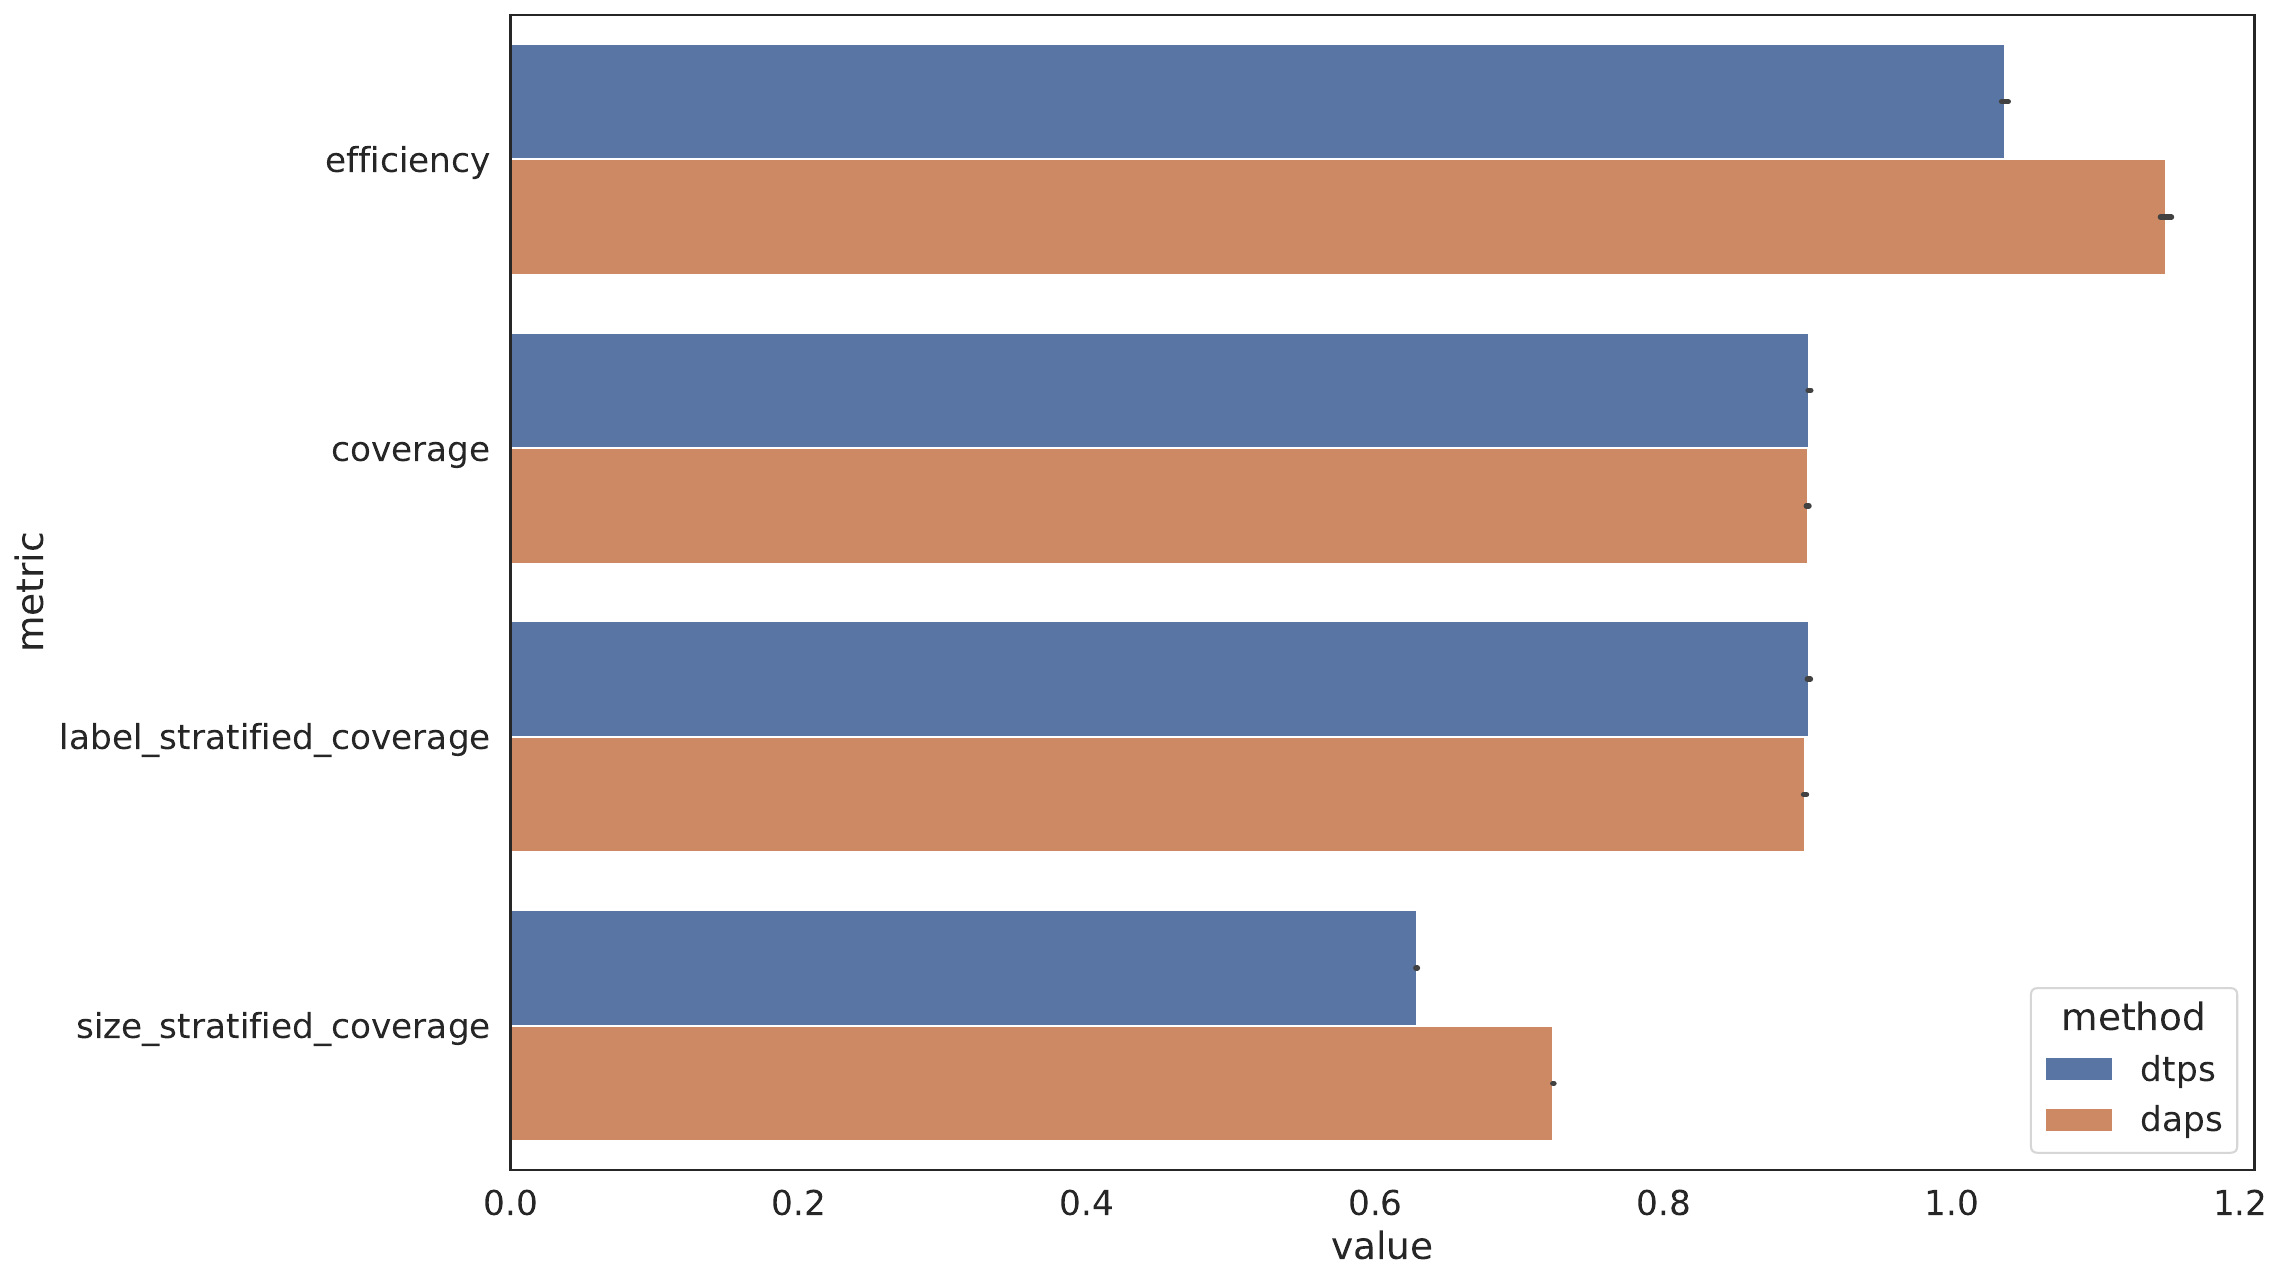 efficiency
coverage
metric
label_stratified_coverage
size_stratified_coverage
method
dtps
daps
0.0 0.2 0.4 0.6 0.8 1.0 1.2
value